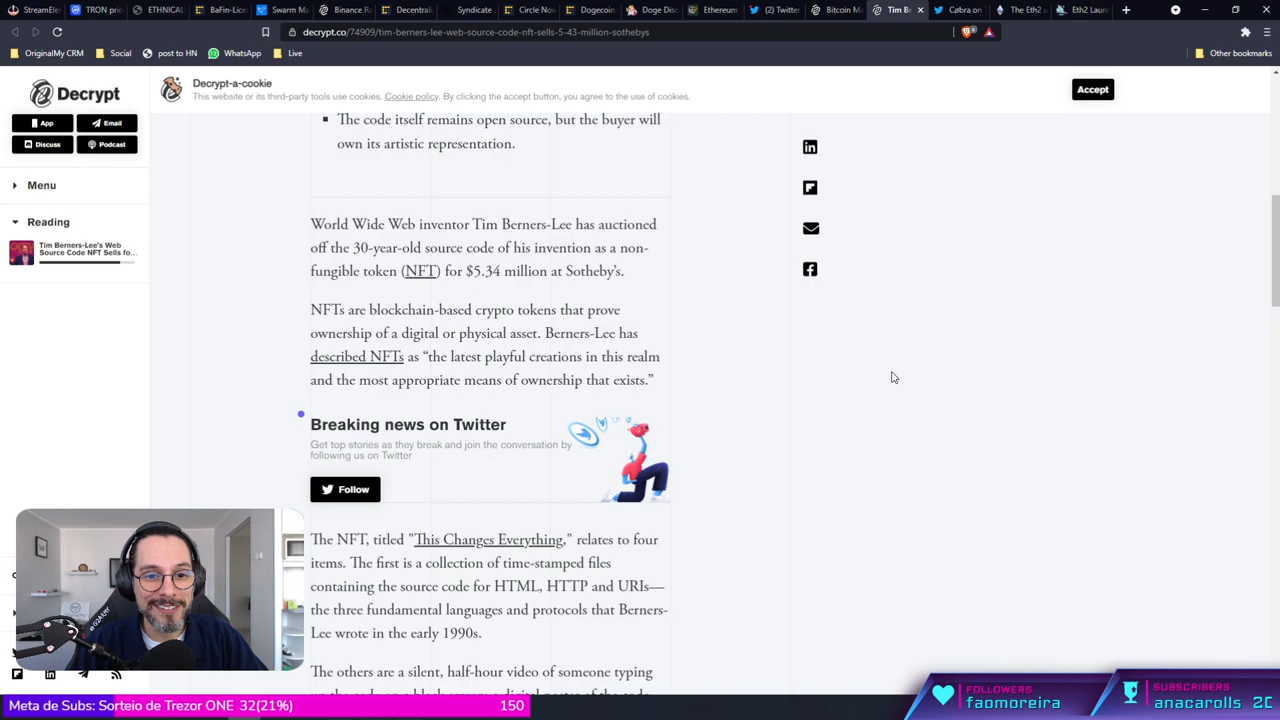 StreamEle
TRON pric
ETHNICAL
BaFin-Lice
Swarm Ma
Binance R
Decentrali
Syndicate
Circle Now
Dogecoin
Doge Disc
Ethereum
(2) Twitter
Bitcoin Ma
Tim Be
Cøbra on
The Eth2 u
Eth2 Laun
decrypt.co/74909/tim-berners-lee-web-source-code-nft-sells-5-43-million-sothebys
OriginalMy CRM
Social
post to HN
WhatsApp
Live
Other bookmarks
Decrypt
App
Email
Discuss
Podcast
Menu
Reading
Tim Berners-Lee's Web
Source Code NFT Sells fo...
Decrypt-a-cookie
This website or its third-party tools use cookies. Cookie policy. By clicking the accept button, you agree to the use of cookies.
Accept
The code itself remains open source, but the buyer will
own its artistic representation.
World Wide Web inventor Tim Berners-Lee has auctioned
off the 30-year-old source code of his invention as a non-
fungible token (NFT) for $5.34 million at Sotheby's.
NFTs are blockchain-based crypto tokens that prove
ownership of a digital or physical asset. Berners-Lee has
described NFTs as “the latest playful creations in this realm
and the most appropriate means of ownership that exists.”
Breaking news on Twitter
Get top stories as they break and join the conversation by
following us on Twitter
Follow
The NFT, titled "This Changes Everything," relates to four
items. The first is a collection of time-stamped files
containing the source code for HTML, HTTP and URIs—
the three fundamental languages and protocols that Berners-
Lee wrote in the early 1990s.
The others are a silent, half-hour video of someone typing
Meta de Subs: Sorteio de Trezor ONE 32(21%)
150
FOLLOWERS
faomoreira
SUBSCRIBERS
anacarolls 20